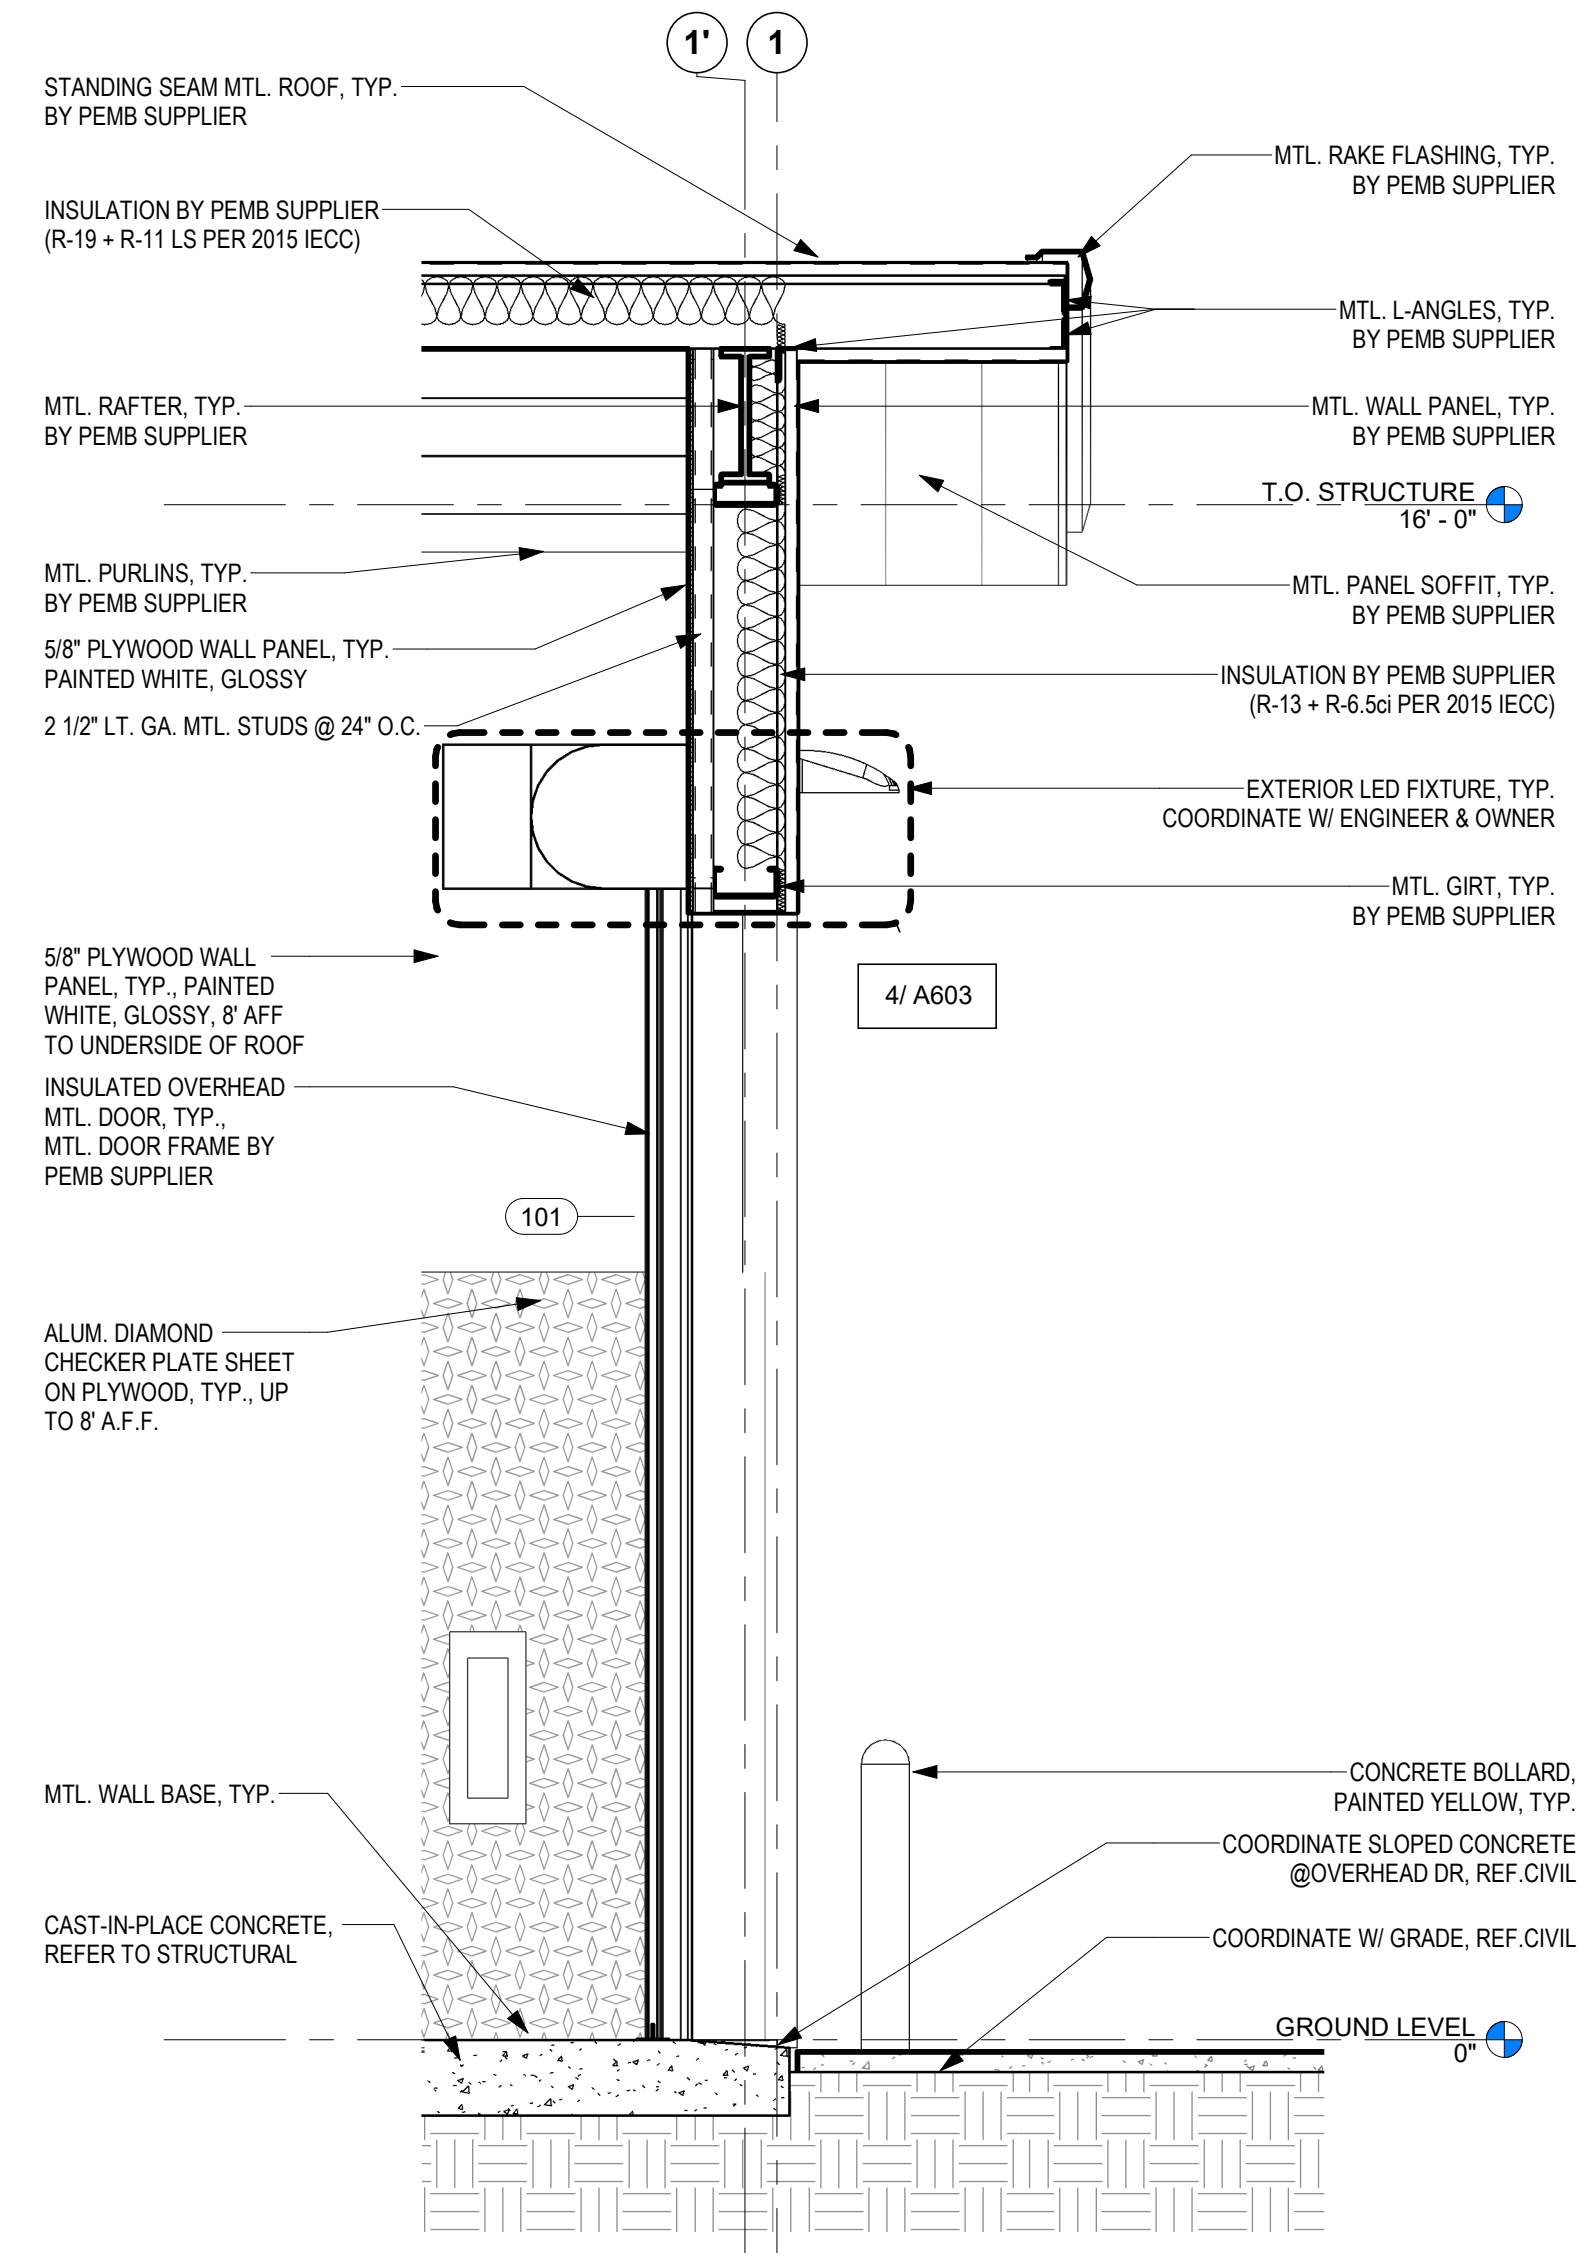 1'
1
STANDING SEAM MTL. ROOF, TYP.
BY PEMB SUPPLIER
INSULATION BY PEMB SUPPLIER
(R-19 + R-11 LS PER 2015 IECC)
MTL. RAFTER, TYP.
BY PEMB SUPPLIER
MTL. PURLINS, TYP.
BY PEMB SUPPLIER
5/8" PLYWOOD WALL PANEL, TYP.
PAINTED WHITE, GLOSSY
2 1/2" LT. GA. MTL. STUDS @ 24" O.C.
5/8" PLYWOOD WALL
PANEL, TYP., PAINTED
WHITE, GLOSSY, 8' AFF
TO UNDERSIDE OF ROOF
INSULATED OVERHEAD
MTL. DOOR, TYP.,
MTL. DOOR FRAME BY
PEMB SUPPLIER
101
ALUM. DIAMOND
CHECKER PLATE SHEET
ON PLYWOOD, TYP., UP
TO 8' A.F.F.
MTL. WALL BASE, TYP.
CAST-IN-PLACE CONCRETE,
REFER TO STRUCTURAL
MTL. RAKE FLASHING, TYP.
BY PEMB SUPPLIER
MTL. L-ANGLES, TYP.
BY PEMB SUPPLIER
MTL. WALL PANEL, TYP.
BY PEMB SUPPLIER
T.O. STRUCTURE
16' - 0"
MTL. PANEL SOFFIT, TYP.
BY PEMB SUPPLIER
INSULATION BY PEMB SUPPLIER
(R-13 + R-6.5ci PER 2015 IECC)
EXTERIOR LED FIXTURE, TYP.
COORDINATE W/ ENGINEER & OWNER
MTL. GIRT, TYP.
BY PEMB SUPPLIER
4/ A603
CONCRETE BOLLARD,
PAINTED YELLOW, TYP.
COORDINATE SLOPED CONCRETE
@OVERHEAD DR, REF.CIVIL
COORDINATE W/ GRADE, REF.CIVIL
GROUND LEVEL
0"